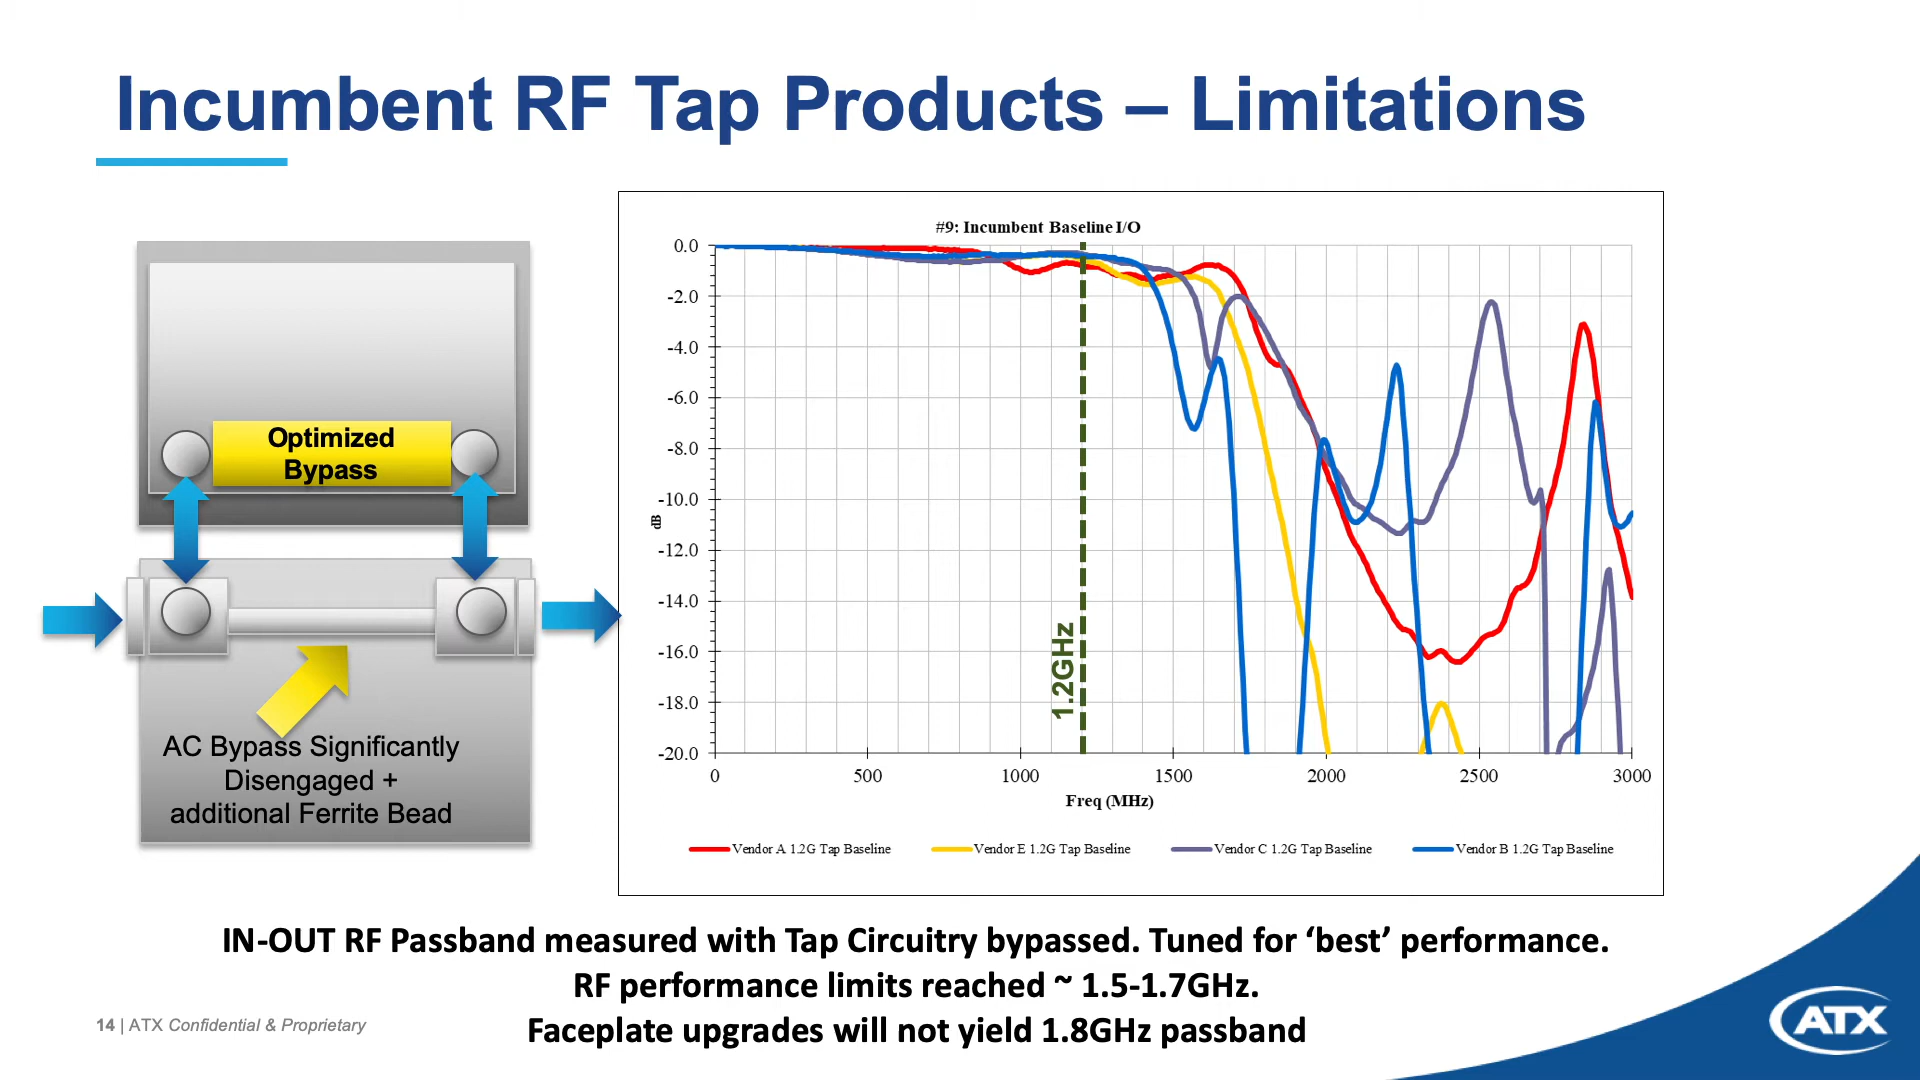 Incumbent RF Tap Products – Limitations
Optimized
Bypass
AC Bypass Significantly
Disengaged +
additional Ferrite Bead
#9: Incumbent Baseline I/O
0.0
-2.0
-4.0
-6.0
-8.0
-10.0
-12.0
-14.0
-16.0
-18.0
-20.0
dB
1.2GHz
0 500 1000 1500 2000 2500 3000
Freq (MHz)
Vendor A 1.2G Tap Baseline Vendor E 1.2G Tap Baseline Vendor C 1.2G Tap Baseline Vendor B 1.2G Tap Baseline
IN-OUT RF Passband measured with Tap Circuitry bypassed. Tuned for ‘best’ performance.
RF performance limits reached ~ 1.5-1.7GHz.
Faceplate upgrades will not yield 1.8GHz passband
14 | ATX Confidential & Proprietary
ATX